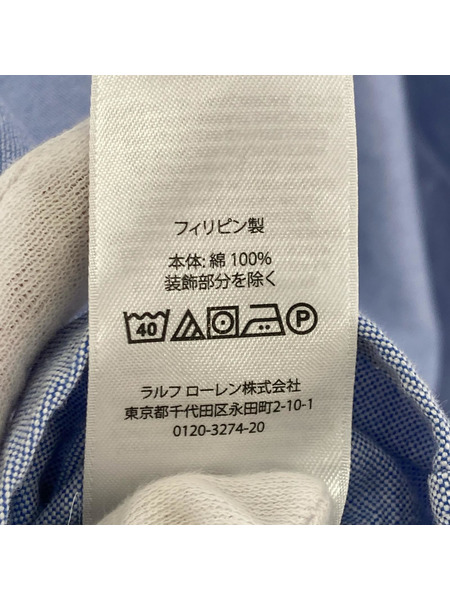 フィリピン製
本体: 綿 100%
装飾部分を除く
40 P
ラルフ ローレン株式会社
東京都千代田区永田町2-10-1
0120-3274-20